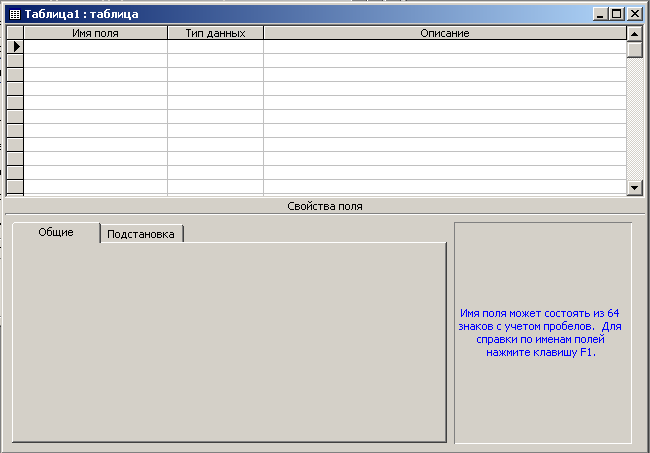 Таблица1 : таблица
Имя поля Тип данных Описание
Свойства поля
Общие Подстановка
Имя поля может состоять из 64
знаков с учетом пробелов. Для
справки по именам полей
нажмите клавишу F1.